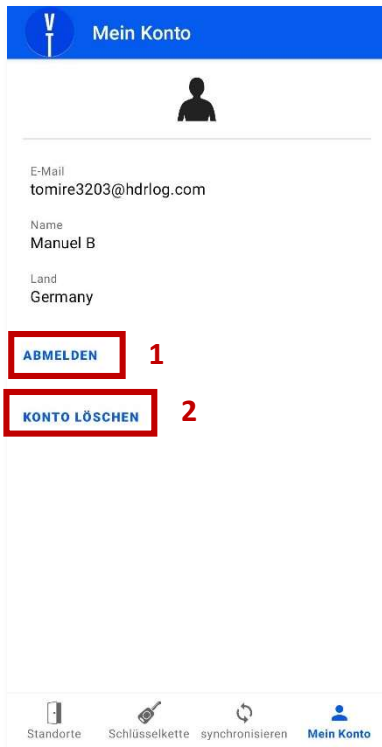 VT
Mein Konto
E-Mail
tomire3203@hdrlog.com
Name
Manuel B
Land
Germany
ABMELDEN 1
KONTO LÖSCHEN 2
Standorte Schlüsselkette synchronisieren Mein Konto